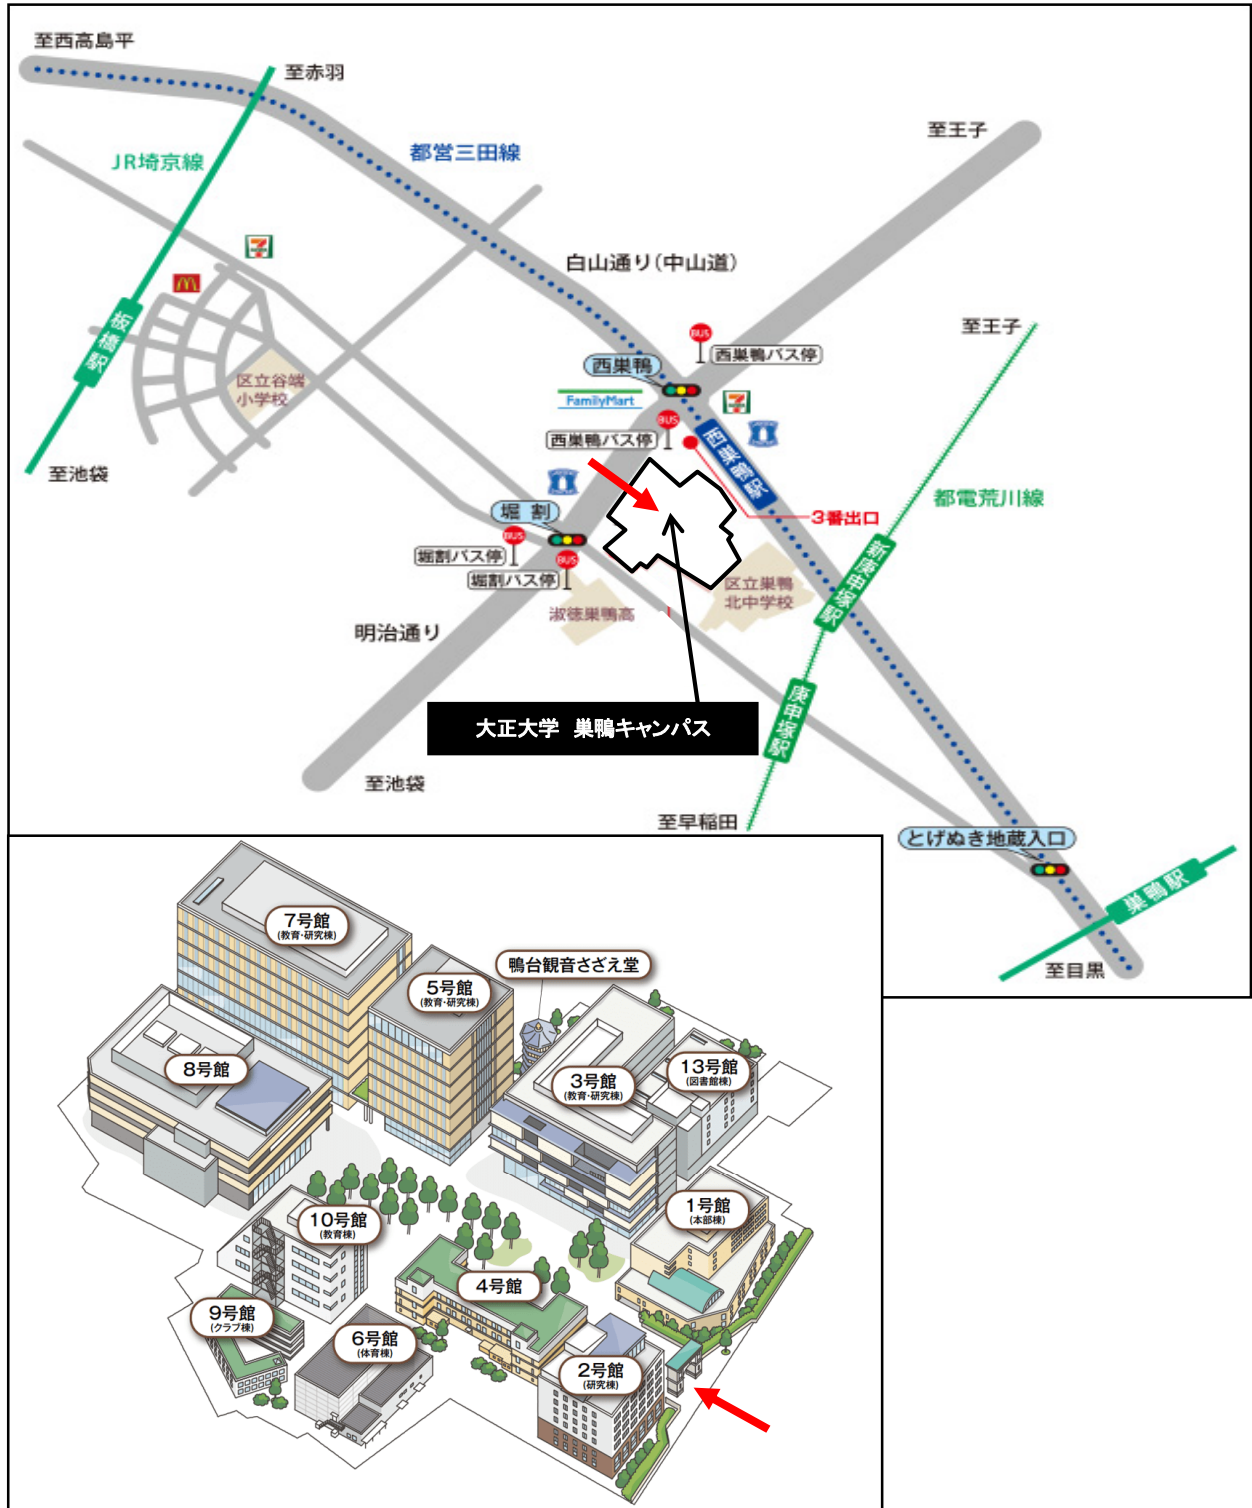 至西高島平
至赤羽
至王子
JR埼京線
都営三田線
白山通り(中山道)
板橋駅
区立谷端
小学校
至池袋
BUS
西巣鴨バス停
西巣鴨
FamilyMart
BUS
西巣鴨バス停
西巣鴨駅
至王子
都電荒川線
3番出口
堀 割
BUS
堀割バス停
BUS
堀割バス停
淑徳巣鴨高
区立巣鴨
北中学校
新庚申塚駅
明治通り
庚申塚駅
大正大学 巣鴨キャンパス
至池袋
至早稲田
とげぬき地蔵入口
巣鴨駅
至目黒
7号館
(教育・研究棟)
5号館
(教育・研究棟)
鴨台観音さざえ堂
8号館
3号館
(教育・研究棟)
13号館
(図書館棟)
10号館
(教育棟)
1号館
(本部棟)
4号館
9号館
(クラブ棟)
6号館
(体育棟)
2号館
(研究棟)